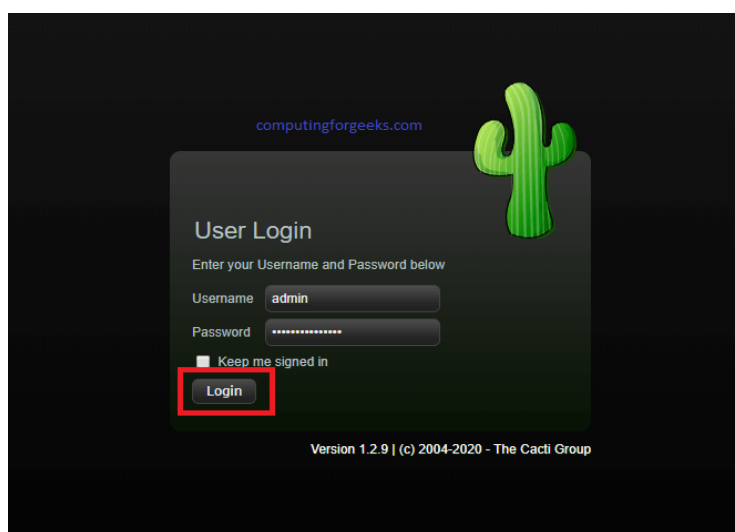 computingforgeeks.com
User Login
Enter your Username and Password below
Username admin
Password ••••••••••••••
Keep me signed in
Login
Version 1.2.9 | (c) 2004-2020 - The Cacti Group